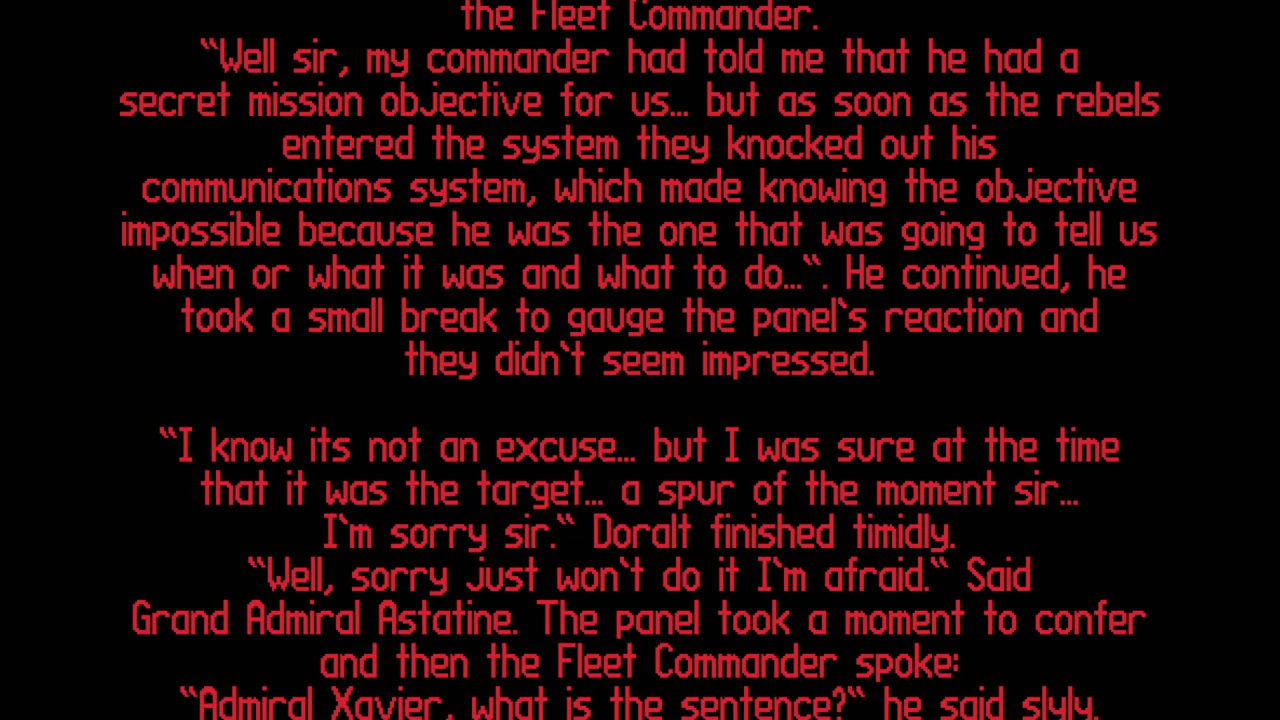 the Fleet Commander.
“Well sir, my commander had told me that he had a
secret mission objective for us... but as soon as the rebels
entered the system they knocked out his
communications system, which made knowing the objective
impossible because he was the one that was going to tell us
when or what it was and what to do...“. He continued, he
took a small break to gauge the panel`s reaction and
they didn`t seem impressed.
“I know its not an excuse... but I was sure at the time
that it was the target... a spur of the moment sir...
I`m sorry sir.“ Doralt finished timidly.
“Well, sorry just won`t do it I`m afraid.“ Said
Grand Admiral Astatine. The panel took a moment to confer
and then the Fleet Commander spoke:
“Admiral Xavier, what is the sentence?“ he said slyly.